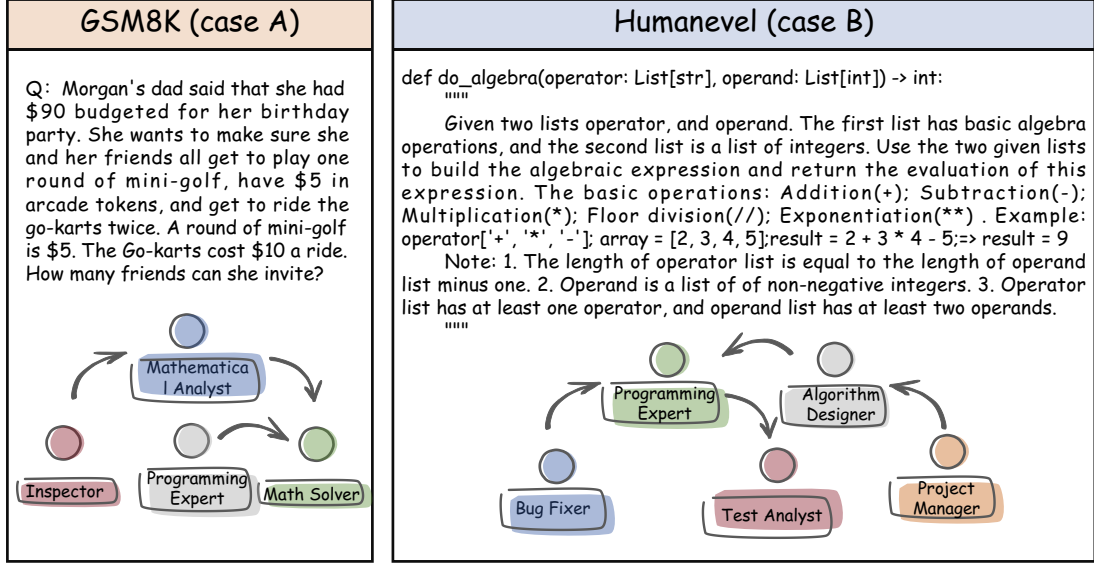 GSM8K (case A)
Q: Morgan's dad said that she had
$90 budgeted for her birthday
party. She wants to make sure she
and her friends all get to play one
round of mini-golf, have $5 in
arcade tokens, and get to ride the
go-karts twice. A round of mini-golf
is $5. The Go-karts cost $10 a ride.
How many friends can she invite?
Mathematica
l Analyst
Inspector
Programming
Expert
Math Solver
Humanevel (case B)
def do_algebra(operator: List[str], operand: List[int]) -> int:
"""
Given two lists operator, and operand. The first list has basic algebra
operations, and the second list is a list of integers. Use the two given lists
to build the algebraic expression and return the evaluation of this
expression. The basic operations: Addition(+); Subtraction(-);
Multiplication(*); Floor division(//); Exponentiation(**) . Example:
operator['+', '*', '-']; array = [2, 3, 4, 5];result = 2 + 3 * 4 - 5;=> result = 9
Note: 1. The length of operator list is equal to the length of operand
list minus one. 2. Operand is a list of of non-negative integers. 3. Operator
list has at least one operator, and operand list has at least two operands.
"""
Programming
Expert
Algorithm
Designer
Bug Fixer
Test Analyst
Project
Manager